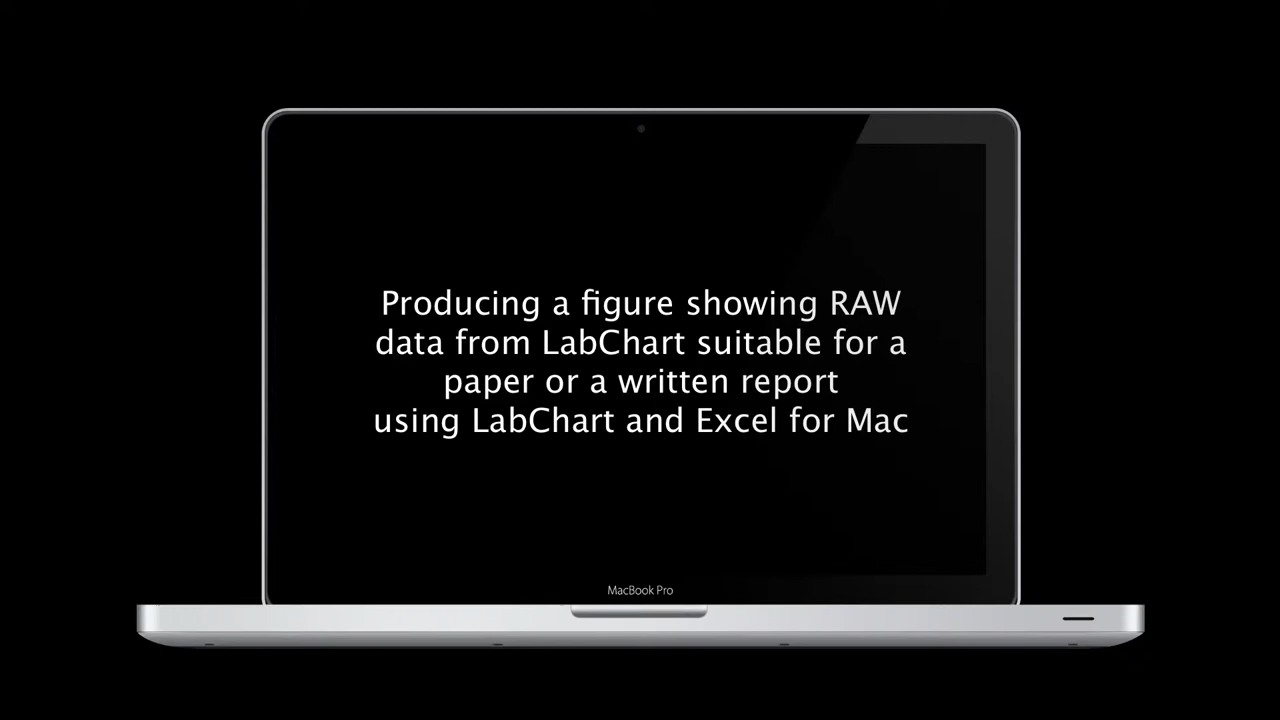 Producing a figure showing RAW
data from LabChart suitable for a
paper or a written report
using LabChart and Excel for Mac
MacBook Pro